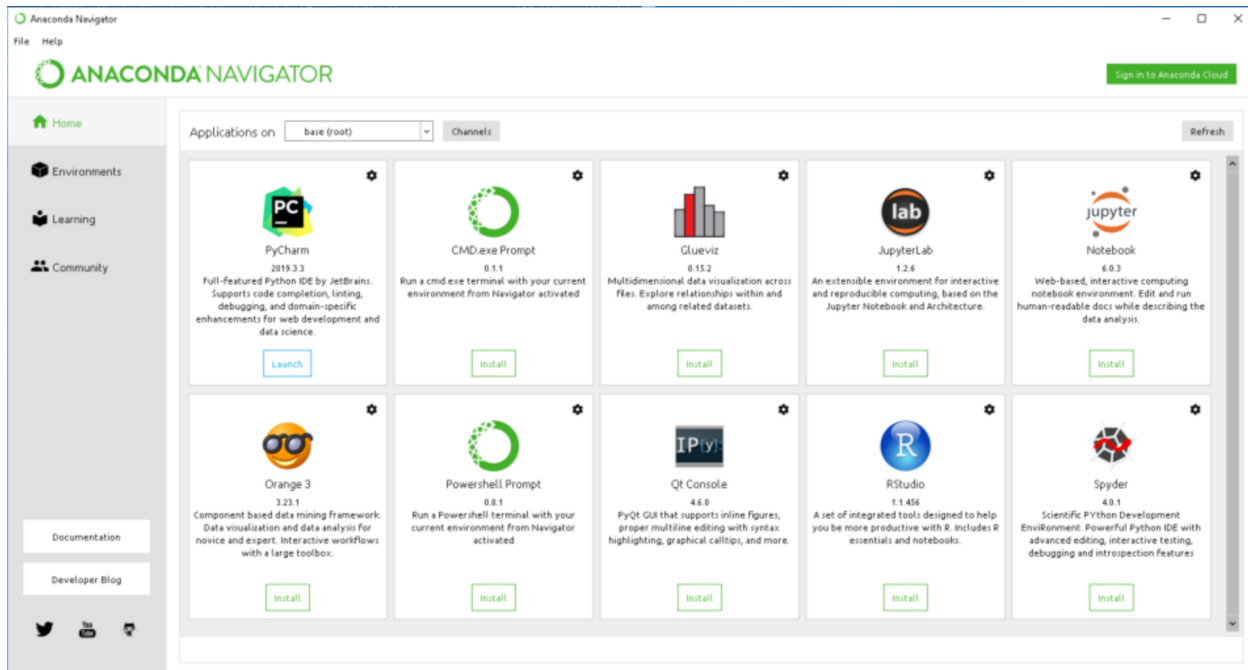 Anaconda Navigator
File Help
ANACONDA NAVIGATOR
Sign in to Anaconda Cloud
Home
Environments
Learning
Community
Documentation
Developer Blog
You
Tube
Applications on base (root) Channels Refresh
PC
PyCharm
2019.3.3
Full-featured Python IDE by JetBrains.
Supports code completion, linting,
debugging, and domain-specific
enhancements for web development and
data science.
Launch
CMD.exe Prompt
0.1.1
Run a cmd.exe terminal with your current
environment from Navigator activated
Install
Glueviz
0.15.2
Multidimensional data visualization across
files. Explore relationships within and
among related datasets.
Install
lab
JupyterLab
1.2.6
An extensible environment for interactive
and reproducible computing, based on the
Jupyter Notebook and Architecture.
Install
jupyter
Notebook
6.0.3
Web-based, interactive computing
notebook environment. Edit and run
human-readable docs while describing the
data analysis.
Install
Orange 3
3.23.1
Component based data mining framework.
Data visualization and data analysis for
novice and expert. Interactive workflows
with a large toolbox.
Install
Powershell Prompt
0.0.1
Run a Powershell terminal with your
current environment from Navigator
activated
Install
IP[y]:
Qt Console
4.6.0
PyQt GUI that supports inline figures,
proper multiline editing with syntax
highlighting, graphical calltips, and more.
Install
R
RStudio
1.1.456
A set of integrated tools designed to help
you be more productive with R. Includes R
essentials and notebooks.
Install
Spyder
4.0.1
Scientific PYthon Development
EnviRonment. Powerful Python IDE with
advanced editing, interactive testing,
debugging and introspection features
Install